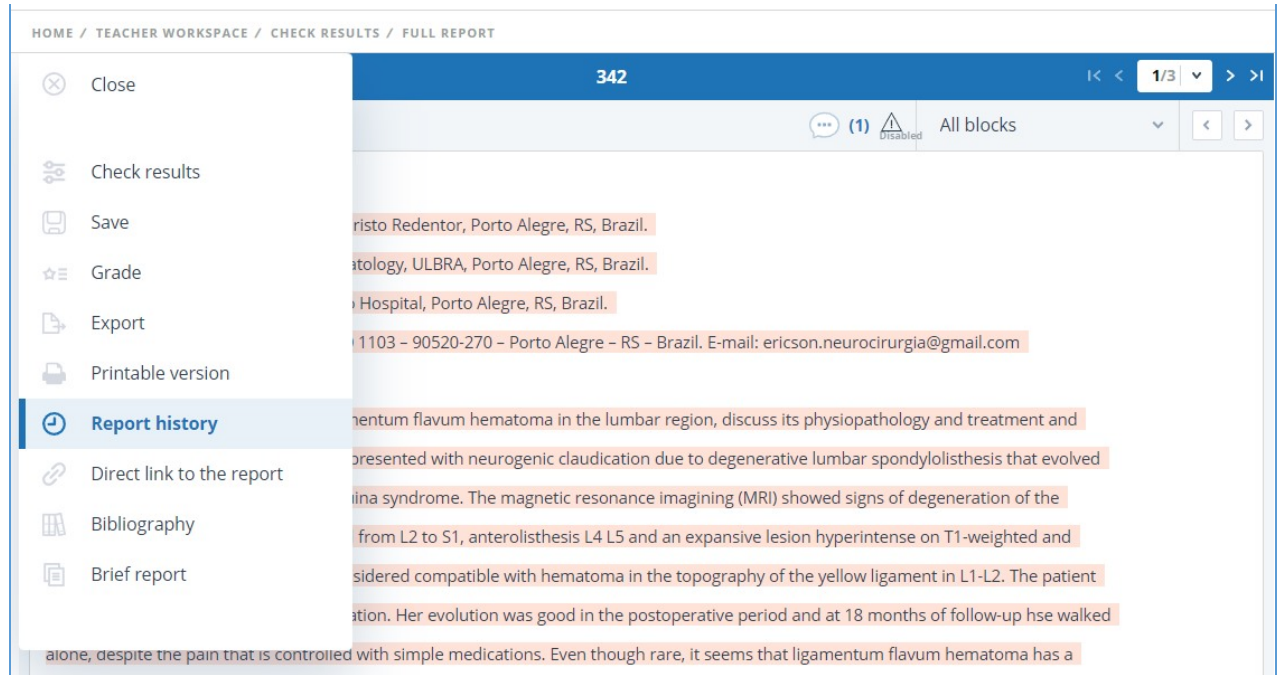 HOME / TEACHER WORKSPACE / CHECK RESULTS / FULL REPORT
Close
342
1/3
(1)
Disabled
All blocks
Check results
Save
Grade
Export
Printable version
Report history
Direct link to the report
Bibliography
Brief report
risto Redentor, Porto Alegre, RS, Brazil.
atology, ULBRA, Porto Alegre, RS, Brazil.
Hospital, Porto Alegre, RS, Brazil.
1103 – 90520-270 – Porto Alegre – RS – Brazil. E-mail: ericson.neurocirurgia@gmail.com
mentum flavum hematoma in the lumbar region, discuss its physiopathology and treatment and
presented with neurogenic claudication due to degenerative lumbar spondylolisthesis that evolved
ina syndrome. The magnetic resonance imagining (MRI) showed signs of degeneration of the
from L2 to S1, anterolisthesis L4 L5 and an expansive lesion hyperintense on T1-weighted and
sidered compatible with hematoma in the topography of the yellow ligament in L1-L2. The patient
ation. Her evolution was good in the postoperative period and at 18 months of follow-up hse walked
alone, despite the pain that is controlled with simple medications. Even though rare, it seems that ligamentum flavum hematoma has a